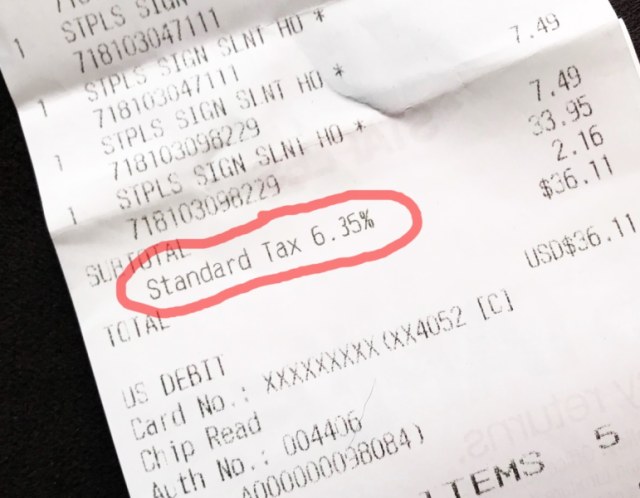 1 STPLS SIGN
718103047111
1 STPLS SIGN SLNT HO *
718103047111
1 STPLS SIGN SLNT HO * 7.49
718103098229
1 STPLS SIGN SLNT HO * 7.49
718103098229
SUBTOTAL 33.95
Standard Tax 6.35% 2.16
TOTAL $36.11
USD$36.11
US DEBIT
Card No.: XXXXXXXXX(XX4052 [C]
Chip Read
Auth No.: 004406
A0000000098084)
ITEMS 5